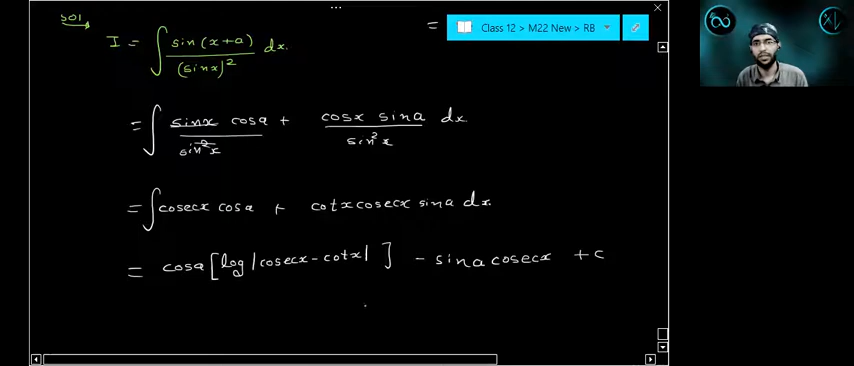 Sol
=
Class 12 > M22 New > RB
I = ∫ sin(x+a)/(sinx)² dx.
= ∫ sinx cosa/sin²x + cosx sina/sin²x dx.
= ∫ cosecx cosa + cotx cosecx sina dx.
= cosa [log |cosecx - cotx| ] - sina cosecx + c